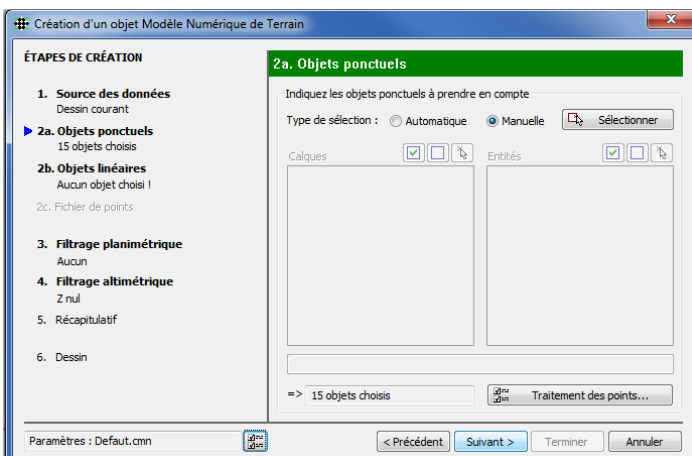 Création d'un objet Modèle Numérique de Terrain
ÉTAPES DE CRÉATION
1. Source des données
Dessin courant
2a. Objets ponctuels
15 objets choisis
2b. Objets linéaires
Aucun objet choisi !
2c. Fichier de points
3. Filtrage planimétrique
Aucun
4. Filtrage altimétrique
Z nul
5. Récapitulatif
6. Dessin
2a. Objets ponctuels
Indiquez les objets ponctuels à prendre en compte
Type de sélection : Automatique Manuelle Sélectionner
Calques Entités
=> 15 objets choisis Traitement des points...
Paramètres : Defaut.cmn < Précédent Suivant > Terminer Annuler